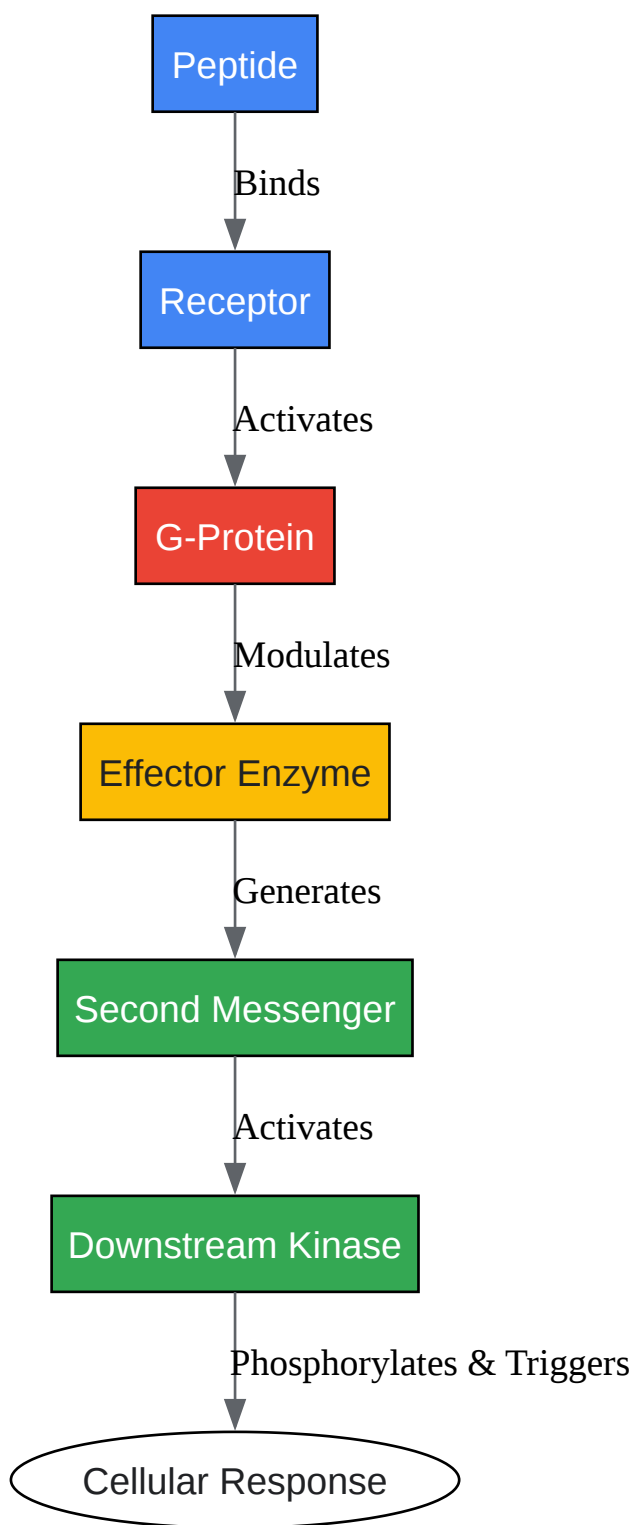 Peptide
Binds
Receptor
Activates
G-Protein
Modulates
Effector Enzyme
Generates
Second Messenger
Activates
Downstream Kinase
Phosphorylates & Triggers
Cellular Response